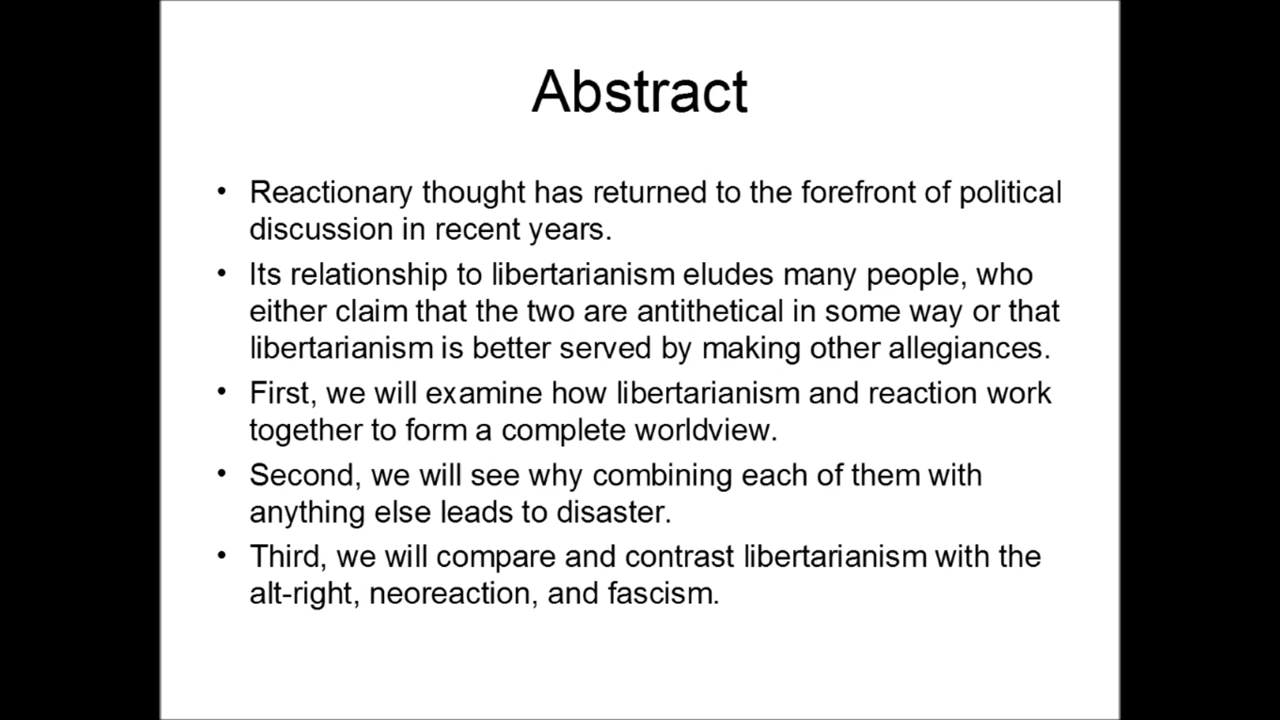 Abstract
• Reactionary thought has returned to the forefront of political
discussion in recent years.
• Its relationship to libertarianism eludes many people, who
either claim that the two are antithetical in some way or that
libertarianism is better served by making other allegiances.
• First, we will examine how libertarianism and reaction work
together to form a complete worldview.
• Second, we will see why combining each of them with
anything else leads to disaster.
• Third, we will compare and contrast libertarianism with the
alt-right, neoreaction, and fascism.